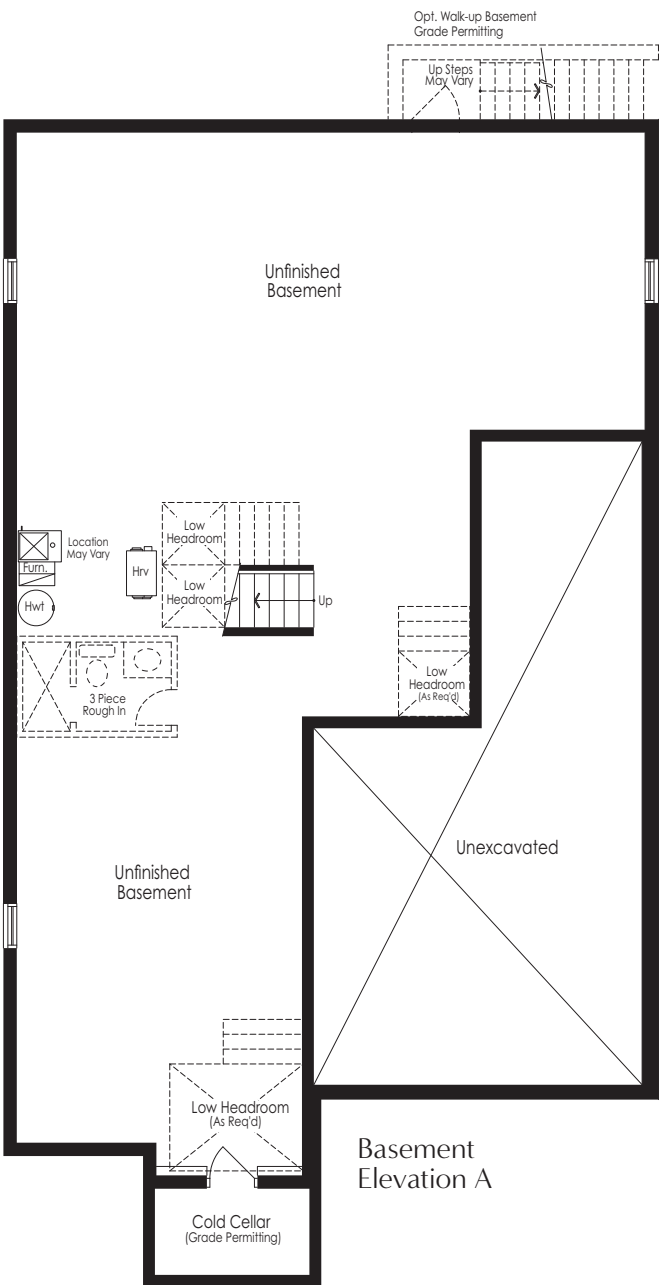 Opt. Walk-up Basement
Grade Permitting
Up Steps
May Vary
Unfinished
Basement
Low
Headroom
Location
May Vary
Furn.
Hrv
Low
Headroom
Up
Hwt
Low
Headroom
(As Req'd)
3 Piece
Rough In
Unexcavated
Unfinished
Basement
Low Headroom
(As Req'd)
Basement
Elevation A
Cold Cellar
(Grade Permitting)